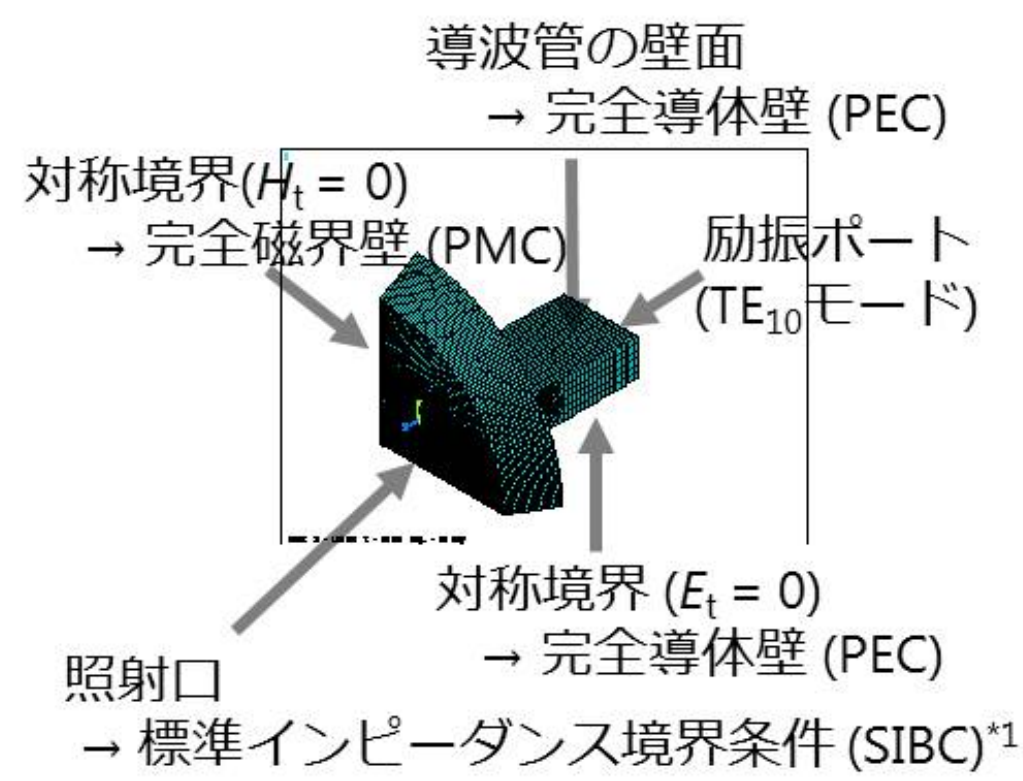 導波管の壁面
→ 完全導体壁 (PEC)
対称境界(Ht = 0)
→ 完全磁界壁 (PMC)
励振ポート
(TE10モード)
対称境界 (Et = 0)
→ 完全導体壁 (PEC)
照射口
→ 標準インピーダンス境界条件 (SIBC)*1